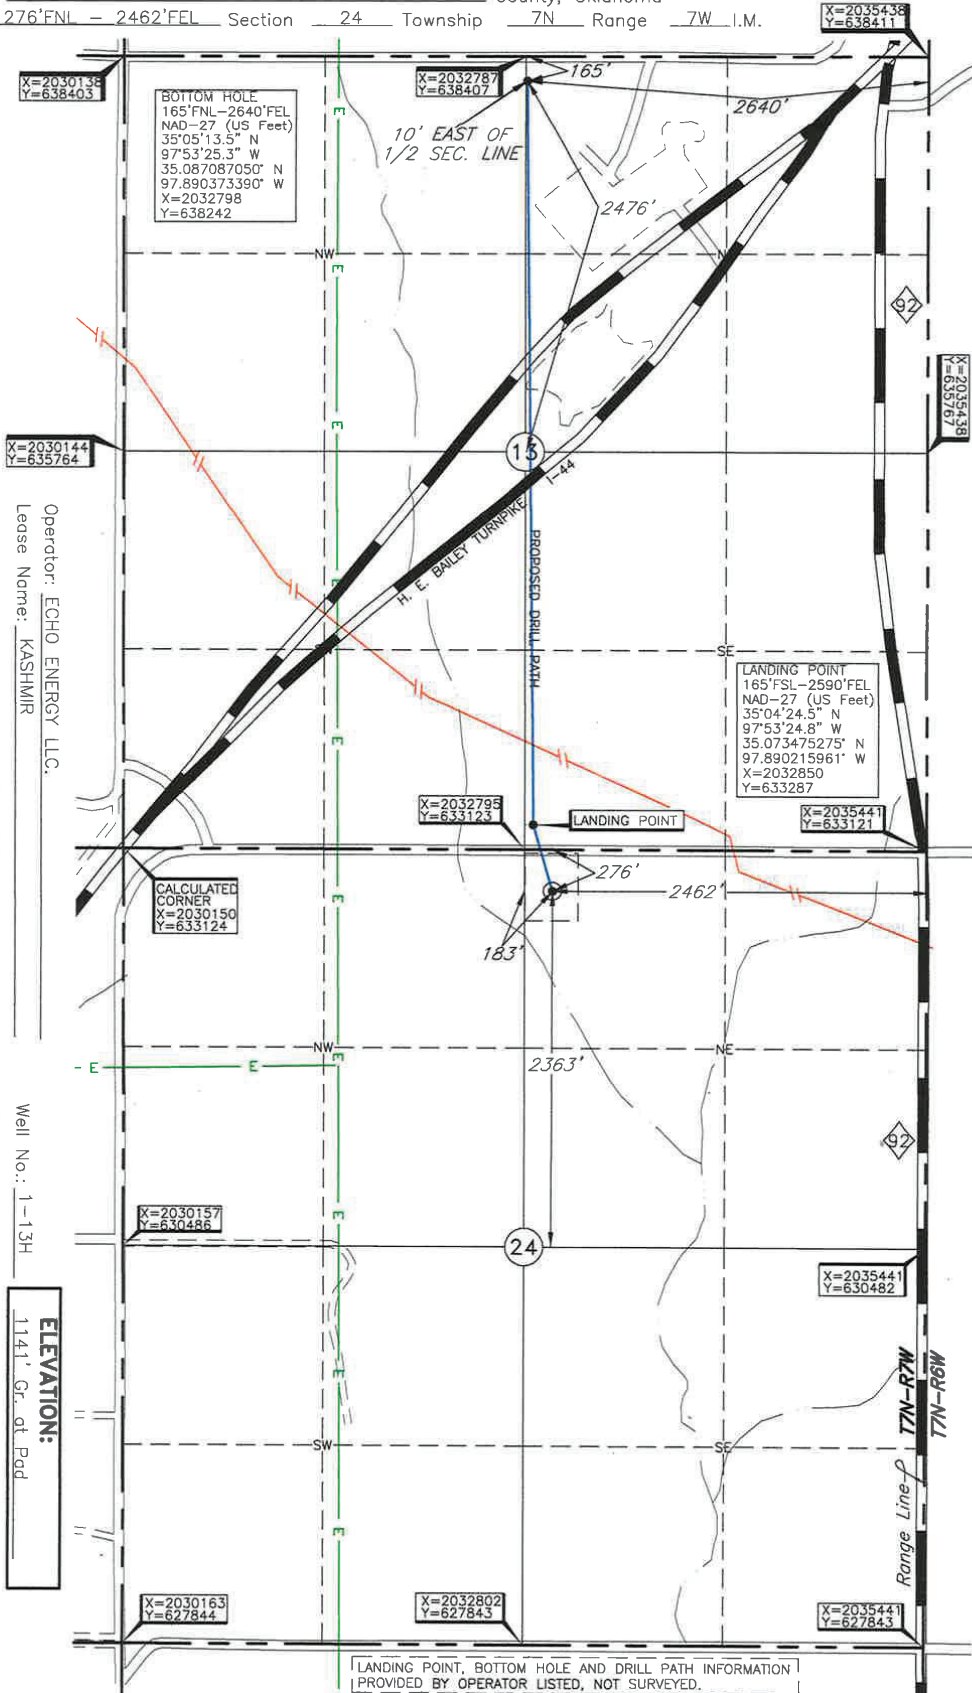 County, Oklahoma
276'FNL – 2462'FEL Section 24 Township 7N Range 7W I.M.
X=2035438
Y=638411
X=2030138
Y=638403
X=2032787
Y=638407
165'
2640'
BOTTOM HOLE
165'FNL-2640'FEL
NAD-27 (US Feet)
35°05'13.5" N
97°53'25.3" W
35.087087050° N
97.890373390° W
X=2032798
Y=638242
10' EAST OF
1/2 SEC. LINE
2476'
E
NW
E
92
X=2035438
Y=635767
E
X=2030144
Y=635764
13
I-44
H. E. BAILEY TURNPIKE
PROPOSED DRILL PATH
E
SE
LANDING POINT
165'FSL-2590'FEL
NAD-27 (US Feet)
35°04'24.5" N
97°53'24.8" W
35.073475275° N
97.890215961° W
X=2032850
Y=633287
E
X=2032795
Y=633123
LANDING POINT
X=2035441
Y=633121
CALCULATED
CORNER
X=2030150
Y=633124
E
276'
2462'
183'
E
NW
NE
E
E
E
2363'
92
X=2030157
Y=630486
E
24
X=2035441
Y=630482
T7N-R7W
T7N-R6W
E
SW
SE
Range Line
E
X=2030163
Y=627844
X=2032802
Y=627843
X=2035441
Y=627843
LANDING POINT, BOTTOM HOLE AND DRILL PATH INFORMATION
PROVIDED BY OPERATOR LISTED, NOT SURVEYED.
Operator: ECHO ENERGY LLC.
Lease Name: KASHMIR
Well No.: 1-13H
ELEVATION:
1141' Gr. at Pad